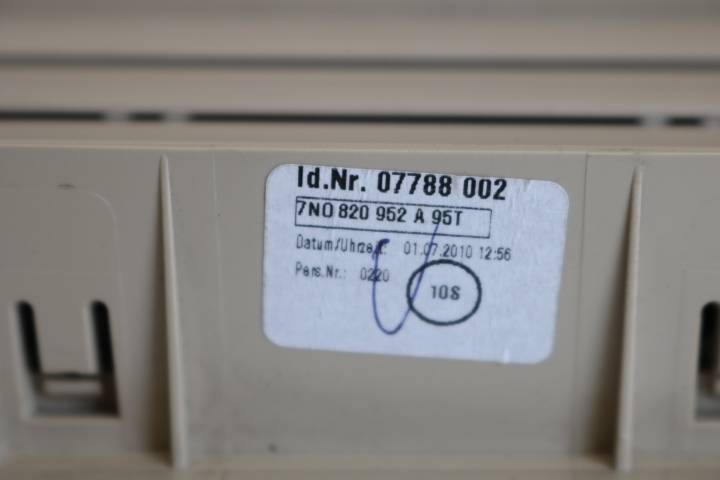 Id.Nr. 07788 002
7N0 820 952 A 95T
Datum/Uhrzeit: 01.07.2010 12:56
Pers.Nr.: 0220
10S